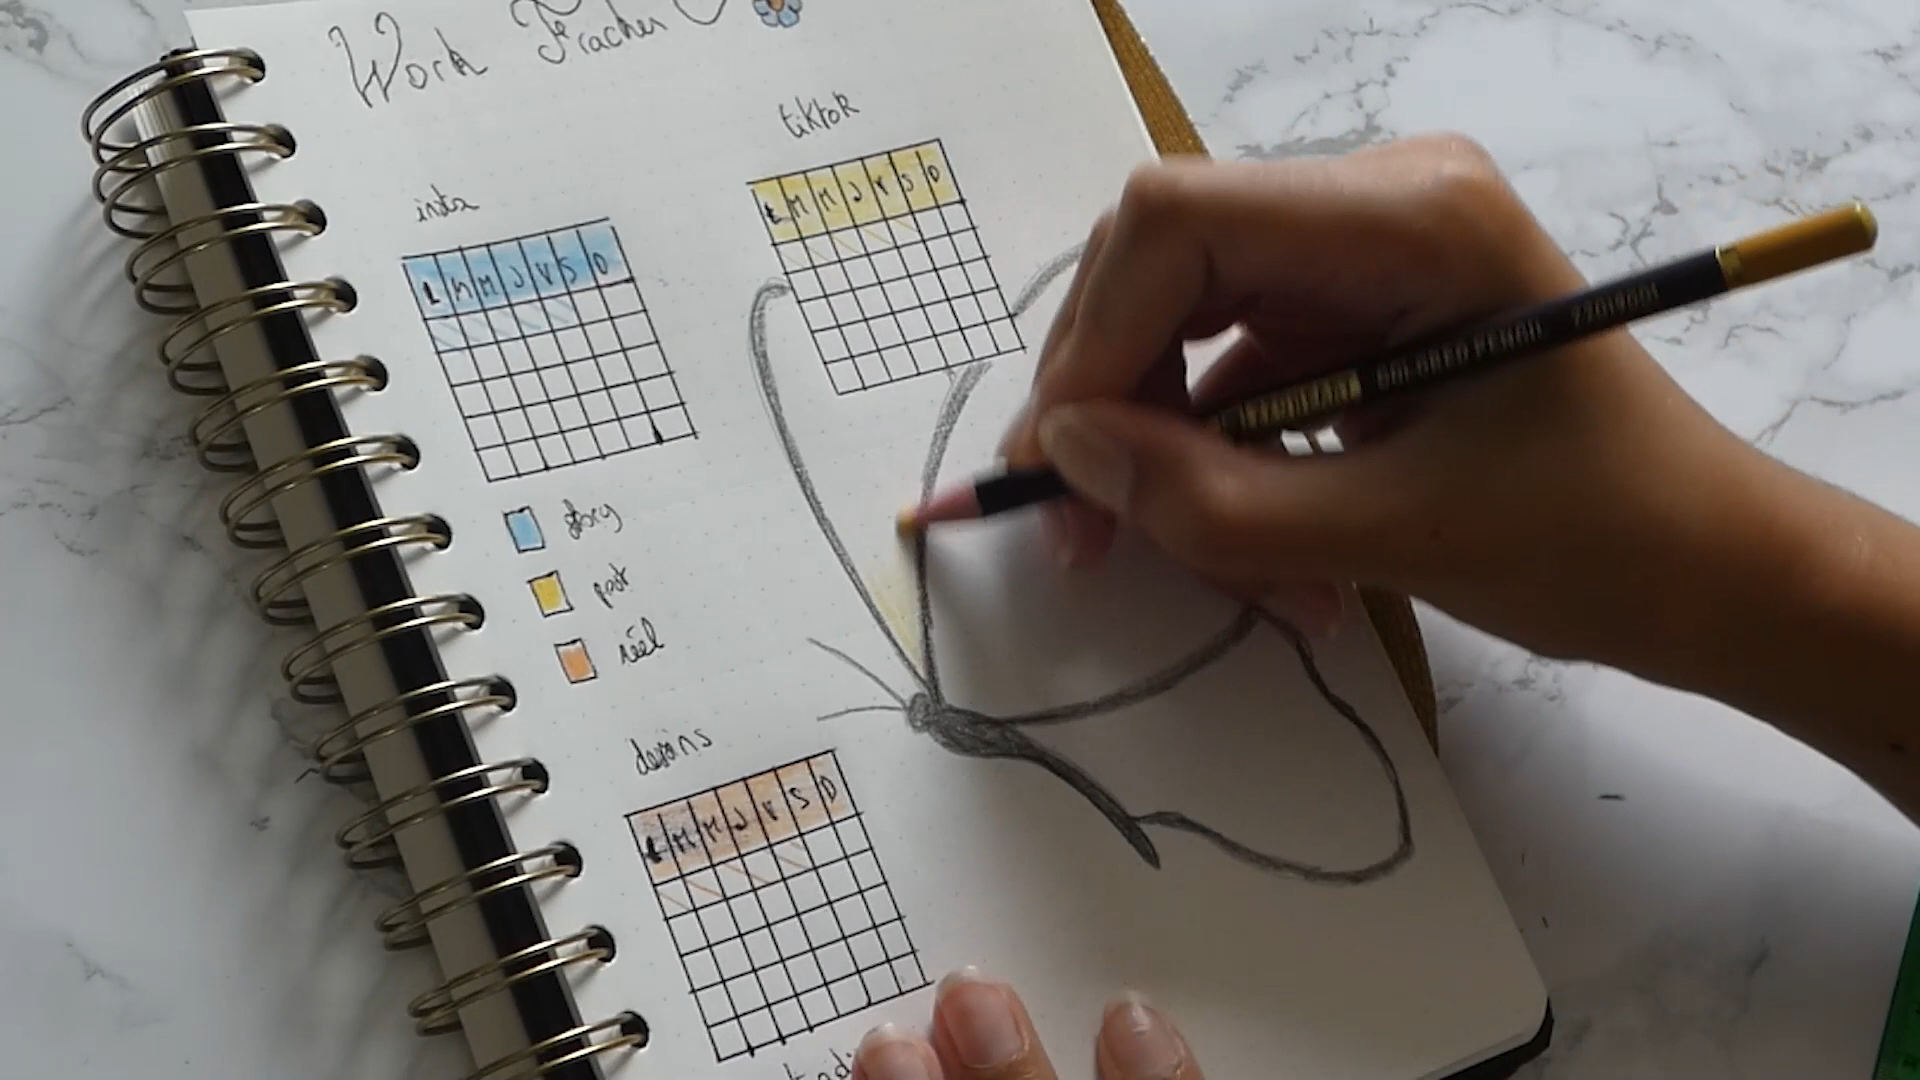 Work Tracker
tiktok
L M M J V S D
insta
L M M J V S D
story
post
réel
dessins
L M M J V S D
COLORED PENCIL